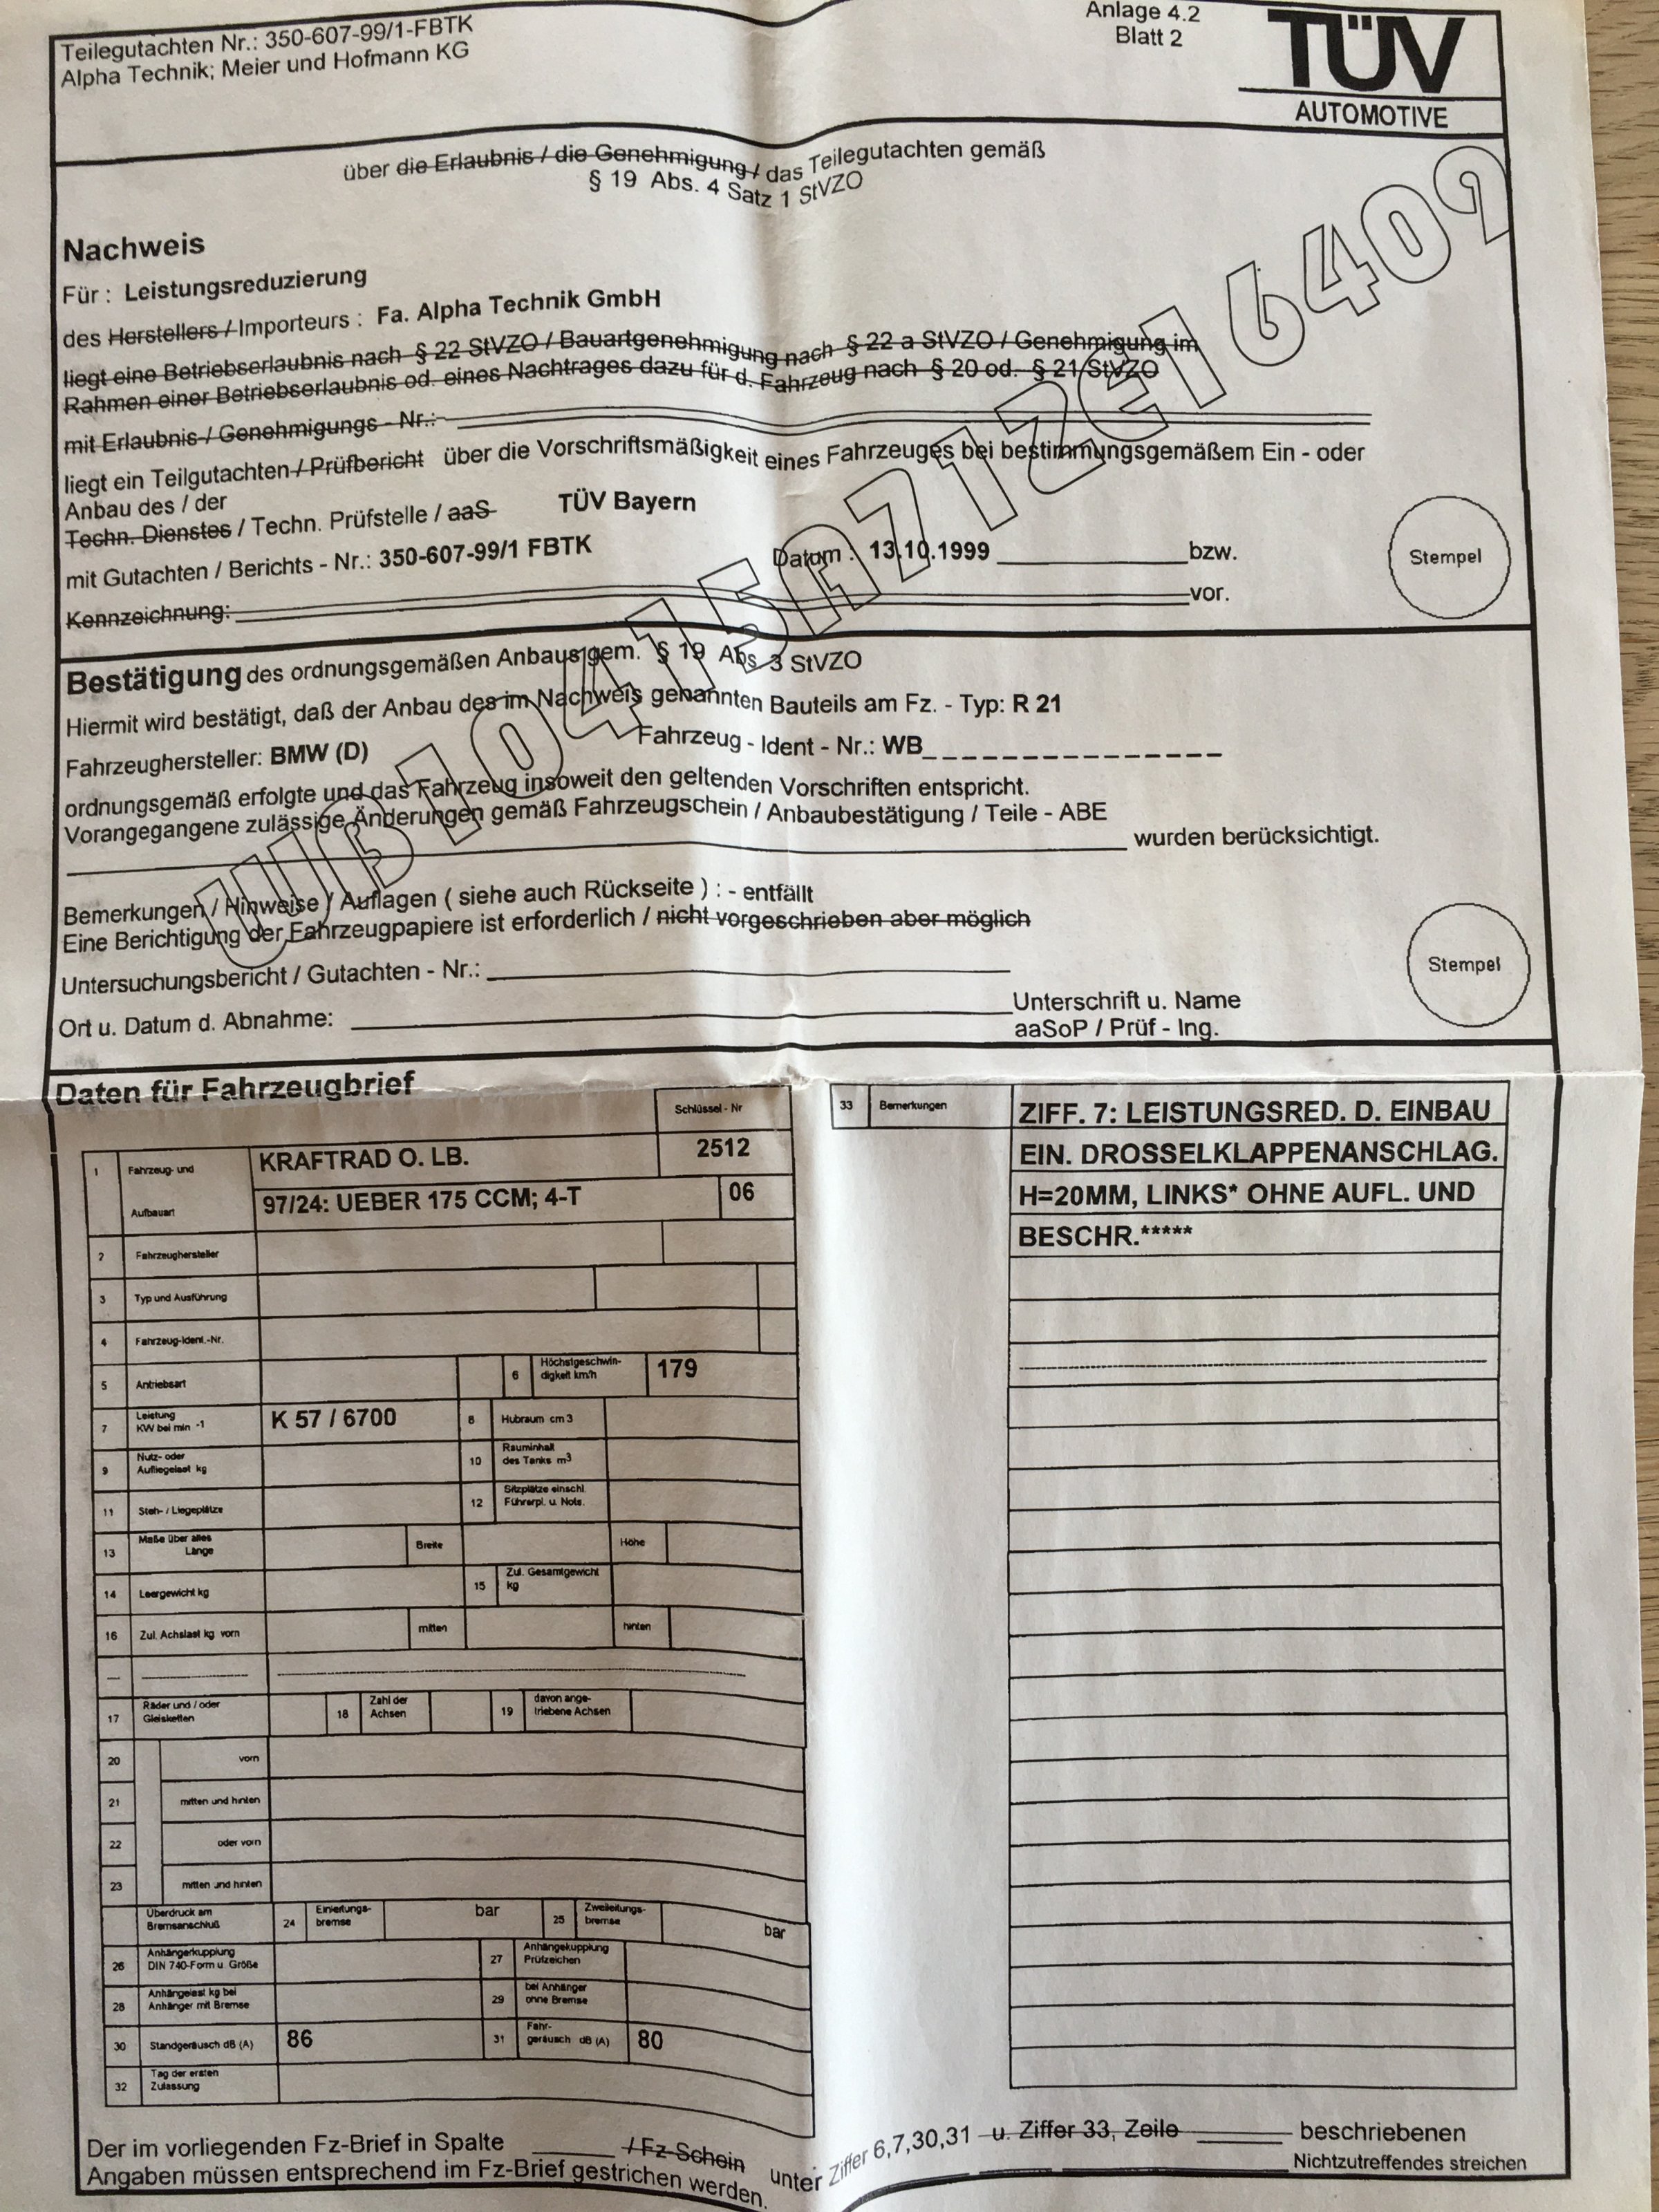 Teilegutachten Nr.: 350-607-99/1-FBTK
Alpha Technik; Meier und Hofmann KG
Anlage 4.2
Blatt 2
TÜV
AUTOMOTIVE
über die Erlaubnis / die Genehmigung / das Teilegutachten gemäß
§ 19 Abs. 4 Satz 1 StVZO
Nachweis
Für : Leistungsreduzierung
des Herstellers / Importeurs : Fa. Alpha Technik GmbH
liegt eine Betriebserlaubnis nach § 22 StVZO / Bauartgenehmigung nach § 22 a StVZO / Genehmigung im
Rahmen einer Betriebserlaubnis od. eines Nachtrages dazu für d. Fahrzeug nach § 20 od. § 21 StVZO
mit Erlaubnis / Genehmigungs - Nr.:
liegt ein Teilgutachten / Prüfbericht über die Vorschriftsmäßigkeit eines Fahrzeuges bei bestimmungsgemäßem Ein - oder
Anbau des / der
Techn. Dienstes / Techn. Prüfstelle / aaS TÜV Bayern
mit Gutachten / Berichts - Nr.: 350-607-99/1 FBTK Datum : 13.10.1999 bzw.
Kennzeichnung: vor.
Stempel
Bestätigung des ordnungsgemäßen Anbaus gem. § 19 Abs. 3 StVZO
Hiermit wird bestätigt, daß der Anbau des im Nachweis genannten Bauteils am Fz. - Typ: R 21
Fahrzeughersteller: BMW (D) Fahrzeug - Ident - Nr.: WB_ _ _ _ _ _ _ _ _ _ _ _ _ _ _
ordnungsgemäß erfolgte und das Fahrzeug insoweit den geltenden Vorschriften entspricht.
Vorangegangene zulässige Änderungen gemäß Fahrzeugschein / Anbaubestätigung / Teile - ABE
wurden berücksichtigt.
Bemerkungen / Hinweise / Auflagen ( siehe auch Rückseite ) : - entfällt
Eine Berichtigung der Fahrzeugpapiere ist erforderlich / nicht vorgeschrieben aber möglich
Untersuchungsbericht / Gutachten - Nr.:
Ort u. Datum d. Abnahme:
Unterschrift u. Name
aaSoP / Prüf - Ing.
Stempel
Daten für Fahrzeugbrief
Schlüssel - Nr
1 Fahrzeug- und KRAFTRAD O. LB. 2512
Aufbauart 97/24: UEBER 175 CCM; 4-T 06
2 Fahrzeughersteller
3 Typ und Ausführung
4 Fahrzeug-Ident.-Nr.
5 Antriebsart 6 Höchstgeschwin-
digkeit km/h 179
7 Leistung
KW bei min -1 K 57 / 6700 8 Hubraum cm 3
9 Nutz- oder
Aufliegelast kg 10 Rauminhalt
des Tanks m3
11 Steh- / Liegeplätze 12 Sitzplätze einschl.
Führerpl. u. Nots.
13 Maße über alles
Länge Breite Höhe
14 Leergewicht kg 15 Zul. Gesamtgewicht
kg
16 Zul. Achslast kg vorn mitten hinten
17 Räder und / oder
Gleisketten 18 Zahl der
Achsen 19 davon ange-
triebene Achsen
20 vorn
21 mitten und hinten
22 oder vorn
23 mitten und hinten
Überdruck am
Bremsanschluß 24 Einleitungs-
bremse bar 25 Zweileitungs-
bremse bar
26 Anhängerkupplung
DIN 740-Form u. Größe 27 Anhängekupplung
Prüfzeichen
28 Anhängelast kg bei
Anhänger mit Bremse 29 bei Anhänger
ohne Bremse
30 Standgeräusch dB (A) 86 31 Fahr-
geräusch dB (A) 80
32 Tag der ersten
Zulassung
33 Bemerkungen ZIFF. 7: LEISTUNGSRED. D. EINBAU
EIN. DROSSELKLAPPENANSCHLAG.
H=20MM, LINKS* OHNE AUFL. UND
BESCHR.*****
Der im vorliegenden Fz-Brief in Spalte / Fz-Schein unter Ziffer 6,7,30,31 u. Ziffer 33, Zeile beschriebenen
Angaben müssen entsprechend im Fz-Brief gestrichen werden.
Nichtzutreffendes streichen